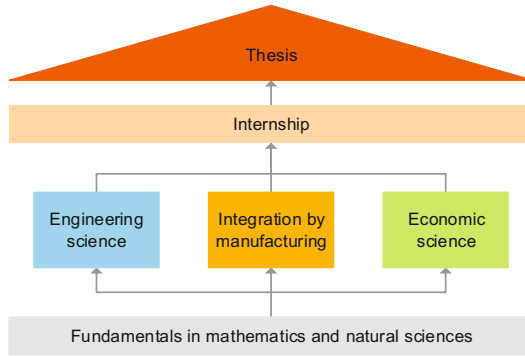 Thesis
Internship
Engineering
science
Integration by
manufacturing
Economic
science
Fundamentals in mathematics and natural sciences